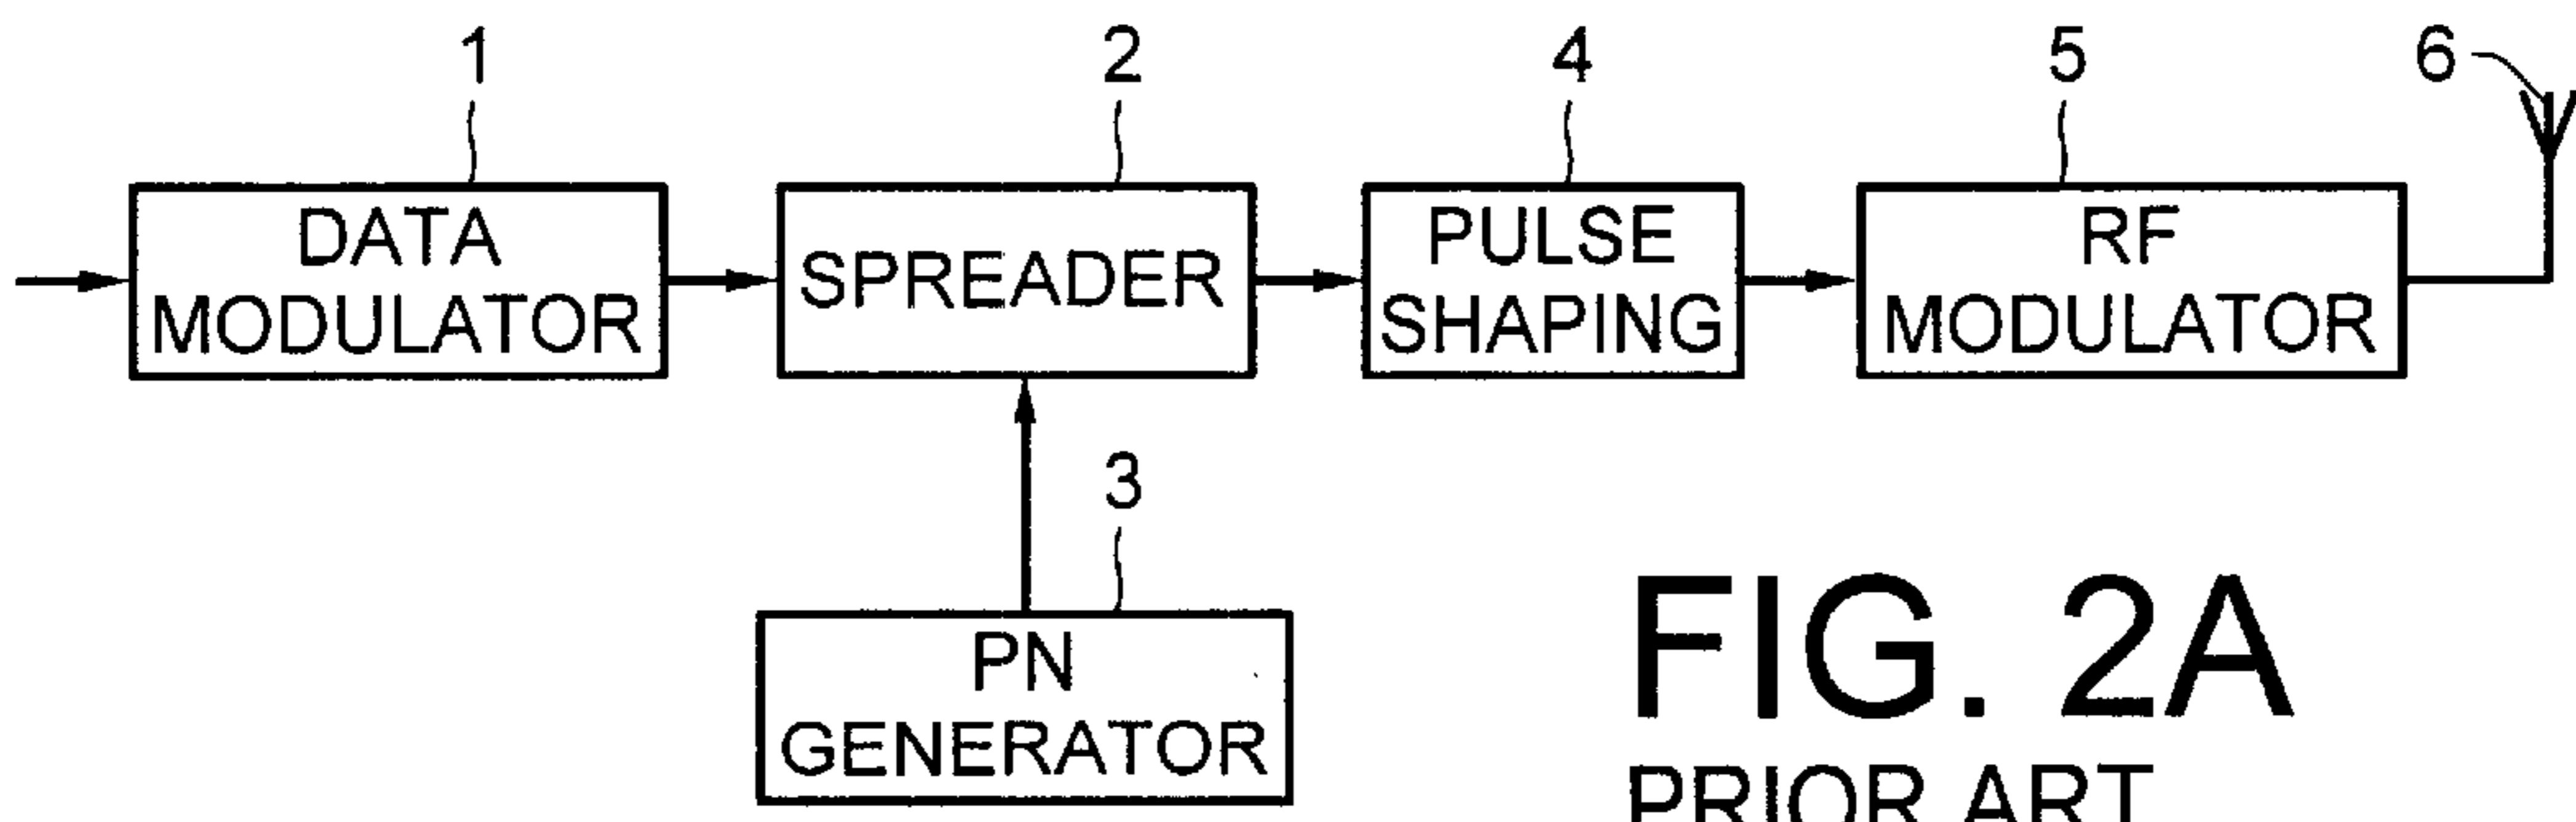 1
2
4
5
6
DATA
MODULATOR
SPREADER
PULSE
SHAPING
RF
MODULATOR
3
PN
GENERATOR
FIG. 2A
PRIOR ART